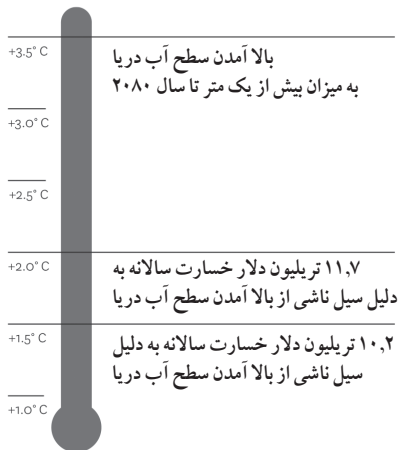 +3.5° C
بالا آمدن سطح آب دریا
به میزان بیش از یک متر تا سال ۲۰۸۰
+3.0° C
+2.5° C
+2.0° C
۱۱,۷ تریلیون دلار خسارت سالانه به
دلیل سیل ناشی از بالا آمدن سطح آب دریا
+1.5° C
۱۰,۲ تریلیون دلار خسارت سالانه به دلیل
سیل ناشی از بالا آمدن سطح آب دریا
+1.0° C